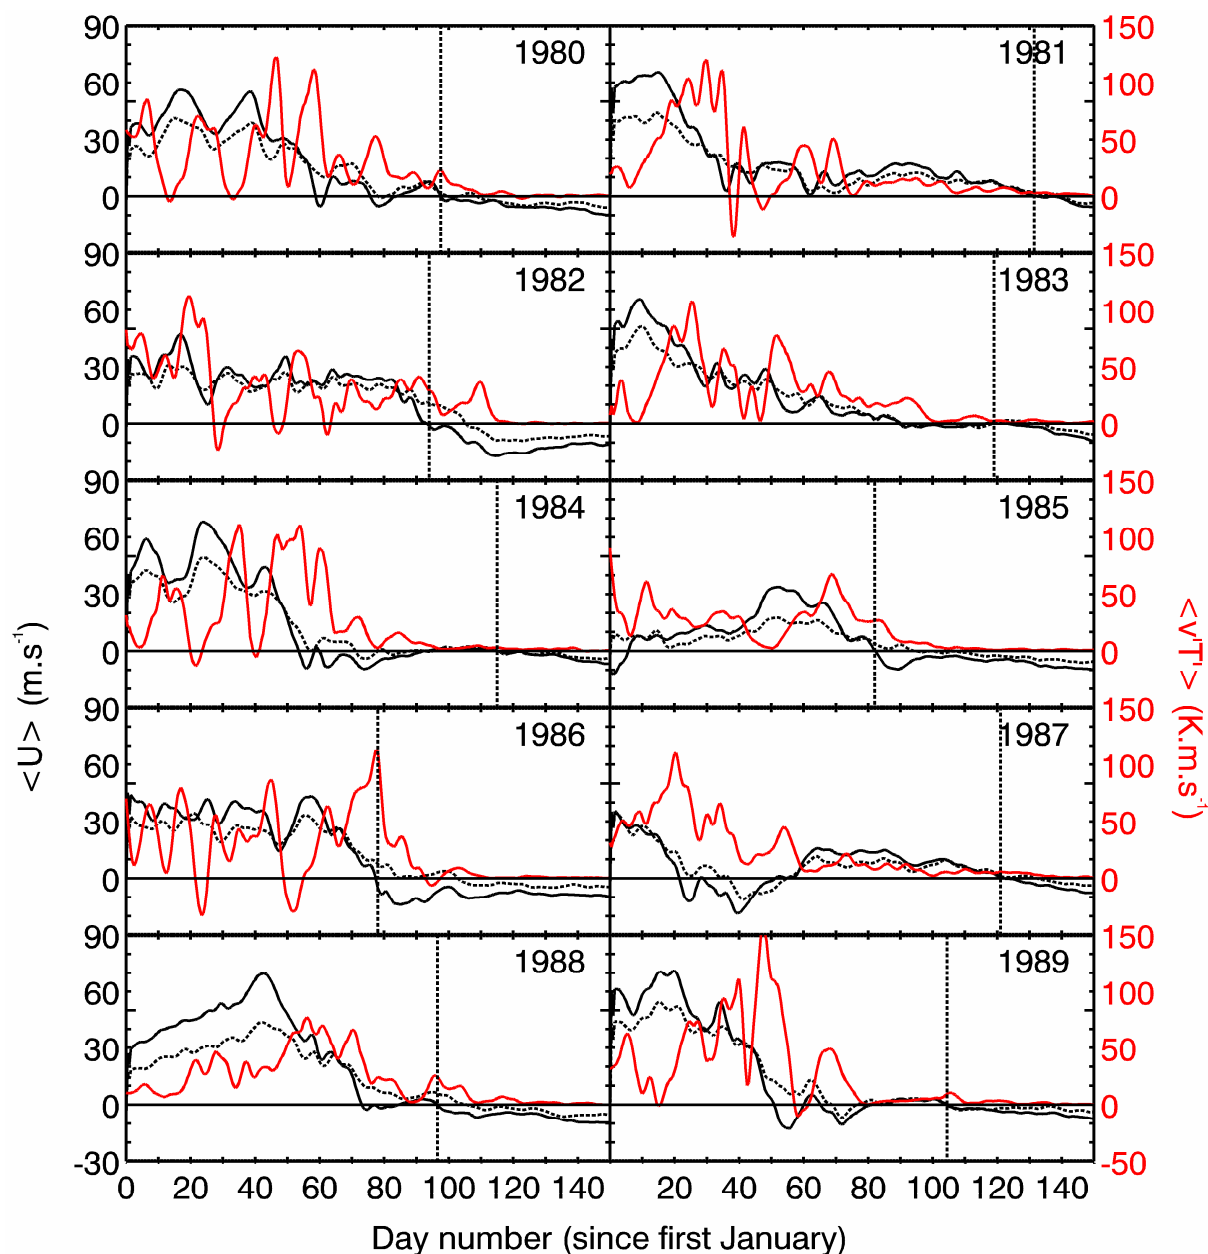 90 1980 1981 150
60 100
30 50
0 0
90 1982 1983 150
60 100
30 50
0 0
90 1984 1985
60 100
30 50
0 0
<U> (m.s⁻¹)
<v'T'> (K.m.s⁻¹)
90 1986 1987 150
60 100
30 50
0 0
90 1988 1989 150
60 100
30 50
0 0
-30 -50
0 20 40 60 80 100 120 140 20 40 60 80 100 120 140
Day number (since first January)